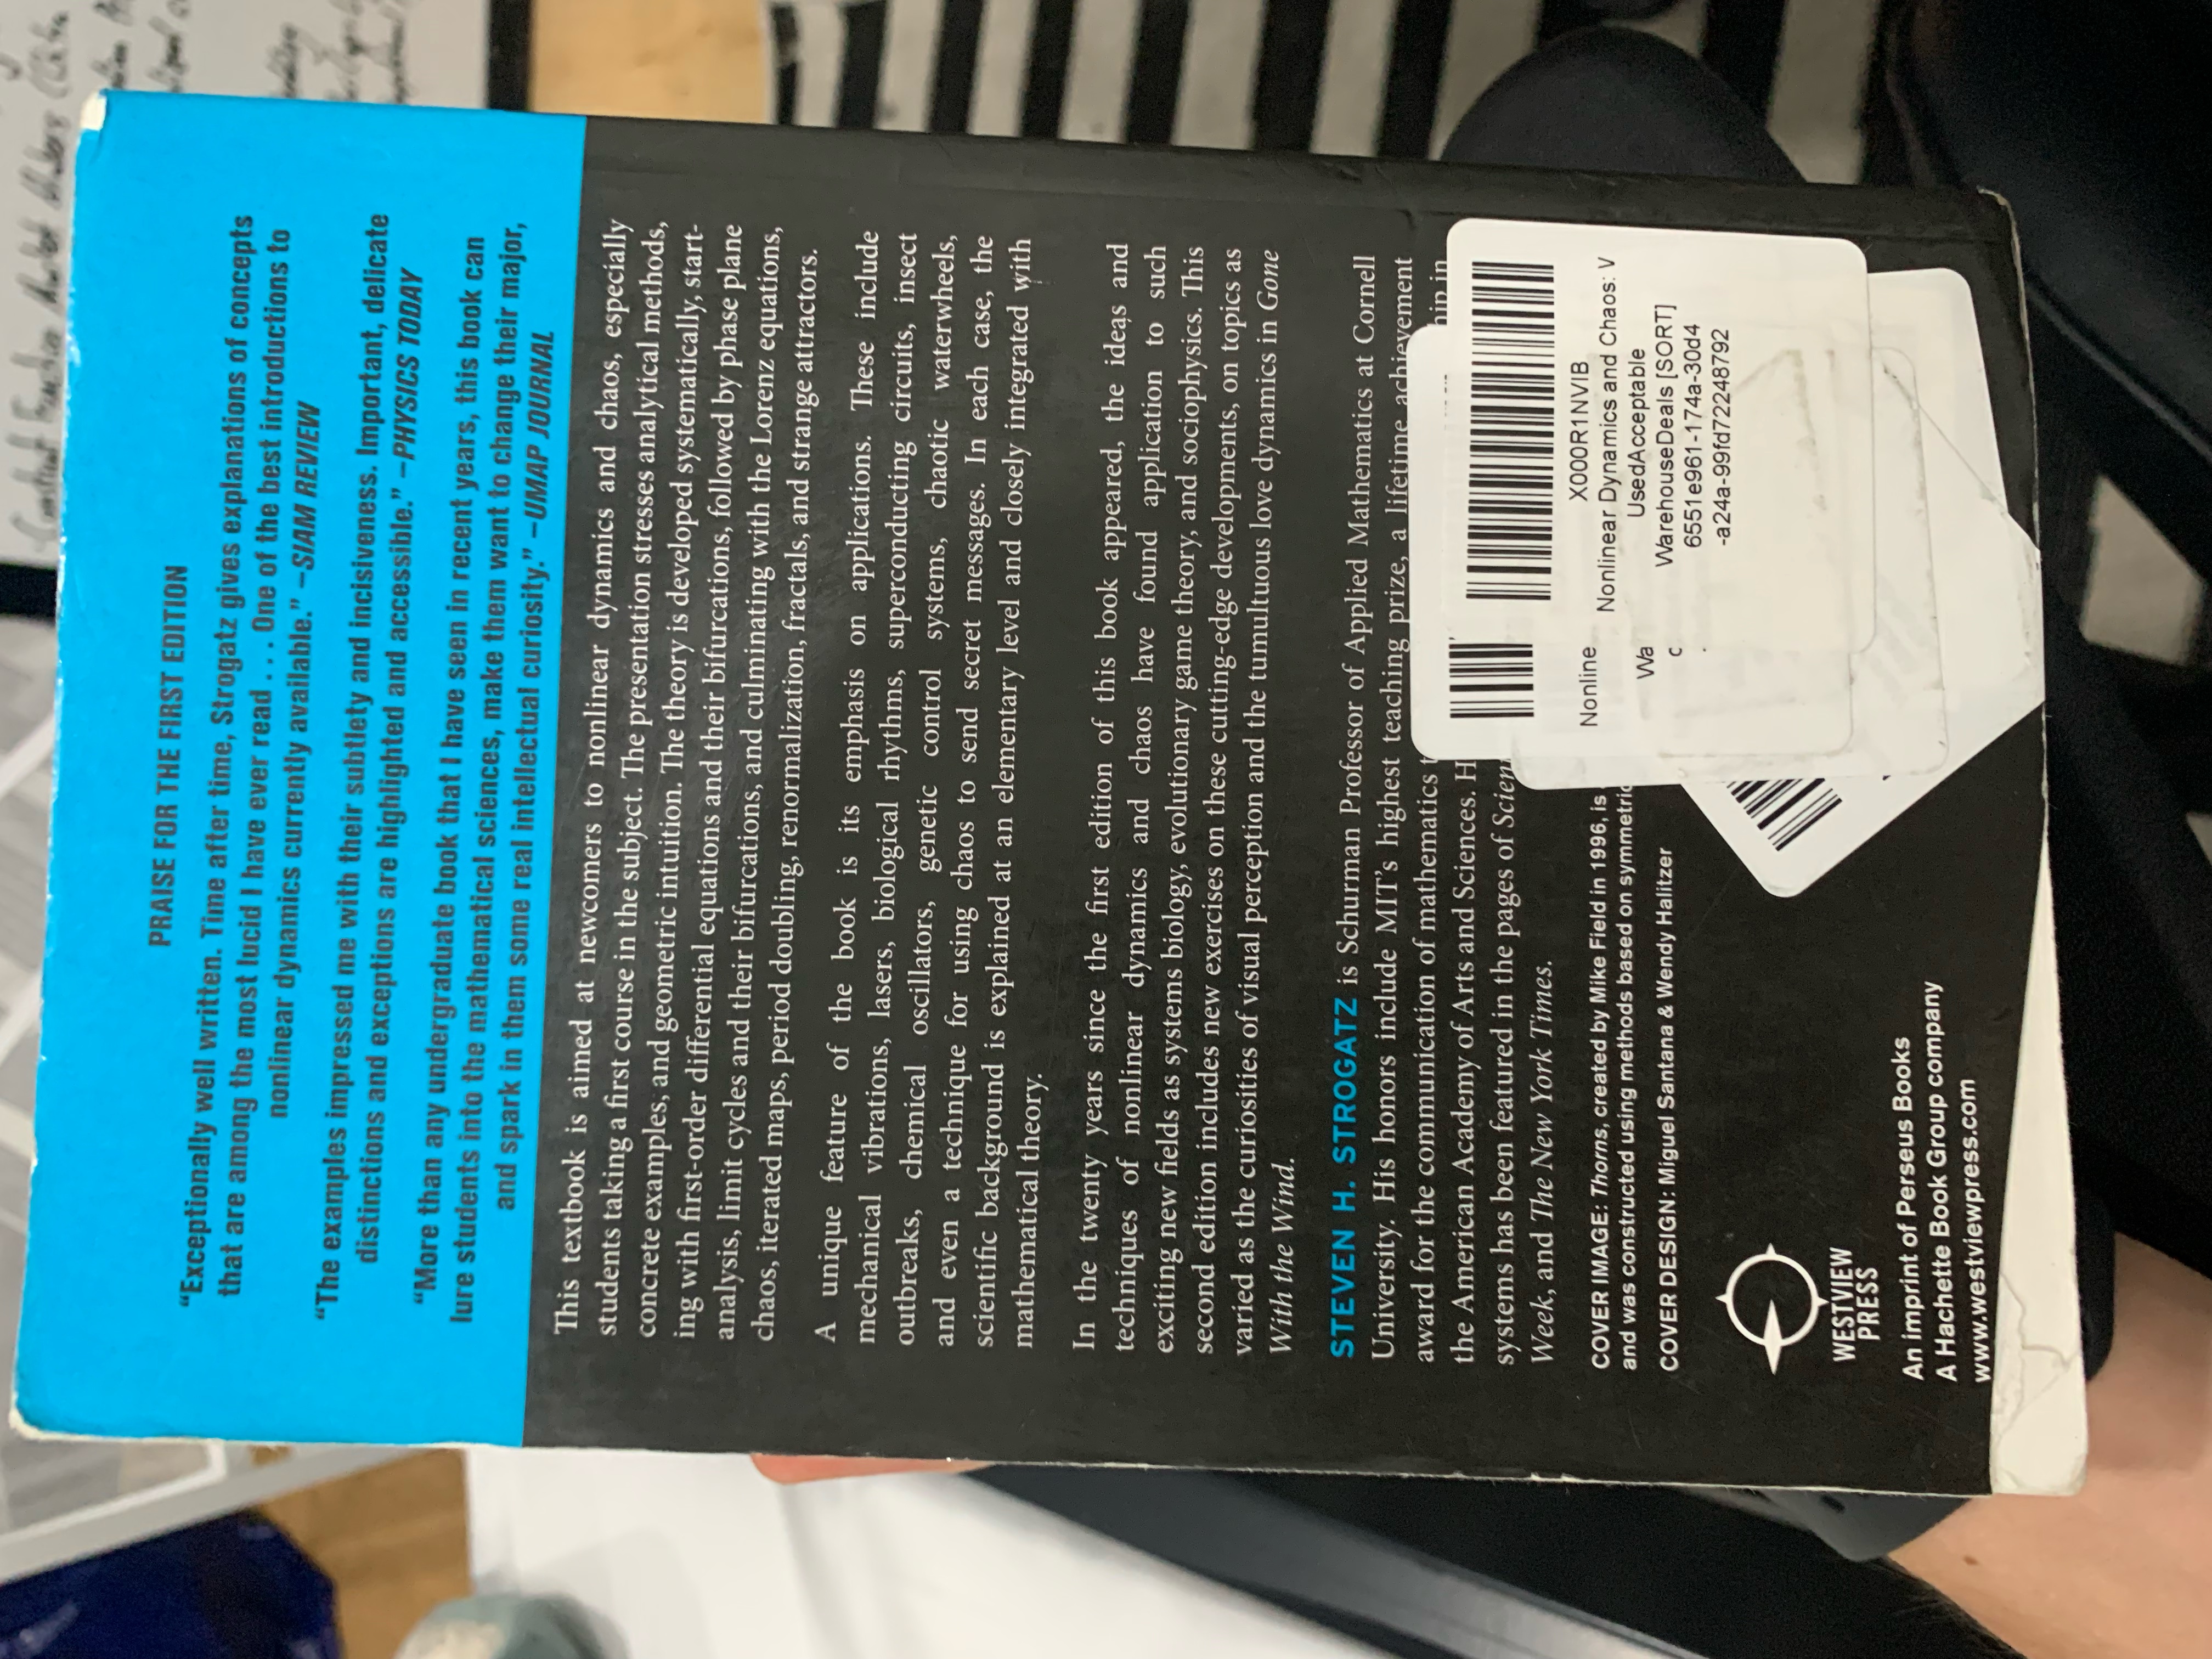 Constant Function Market Makers
PRAISE FOR THE FIRST EDITION
“Exceptionally well written. Time after time, Strogatz gives explanations of concepts
that are among the most lucid I have ever read . . . One of the best introductions to
nonlinear dynamics currently available.” –SIAM REVIEW
“The examples impressed me with their subtlety and incisiveness. Important, delicate
distinctions and exceptions are highlighted and accessible.” –PHYSICS TODAY
“More than any undergraduate book that I have seen in recent years, this book can
lure students into the mathematical sciences, make them want to change their major,
and spark in them some real intellectual curiosity.” –UMAP JOURNAL
This textbook is aimed at newcomers to nonlinear dynamics and chaos, especially
students taking a first course in the subject. The presentation stresses analytical methods,
concrete examples, and geometric intuition. The theory is developed systematically, start-
ing with first-order differential equations and their bifurcations, followed by phase plane
analysis, limit cycles and their bifurcations, and culminating with the Lorenz equations,
chaos, iterated maps, period doubling, renormalization, fractals, and strange attractors.
A unique feature of the book is its emphasis on applications. These include
mechanical vibrations, lasers, biological rhythms, superconducting circuits, insect
outbreaks, chemical oscillators, genetic control systems, chaotic waterwheels,
and even a technique for using chaos to send secret messages. In each case, the
scientific background is explained at an elementary level and closely integrated with
mathematical theory.
In the twenty years since the first edition of this book appeared, the ideas and
techniques of nonlinear dynamics and chaos have found application to such
exciting new fields as systems biology, evolutionary game theory, and sociophysics. This
second edition includes new exercises on these cutting-edge developments, on topics as
varied as the curiosities of visual perception and the tumultuous love dynamics in Gone
With the Wind.
STEVEN H. STROGATZ is Schurman Professor of Applied Mathematics at Cornell
University. His honors include MIT’s highest teaching prize, a lifetime achievement
award for the communication of mathematics t hip in
the American Academy of Arts and Sciences. H
systems has been featured in the pages of Scien
Week, and The New York Times.
COVER IMAGE: Thorns, created by Mike Field in 1996, is
and was constructed using methods based on symmetric
COVER DESIGN: Miguel Santana & Wendy Halitzer
Nonline
Wa
c
X000R1NVIB
Nonlinear Dynamics and Chaos: V
UsedAcceptable
WarehouseDeals [SORT]
6551e961-174a-30d4
-a24a-99fd72248792
WESTVIEW
PRESS
An imprint of Perseus Books
A Hachette Book Group company
www.westviewpress.com